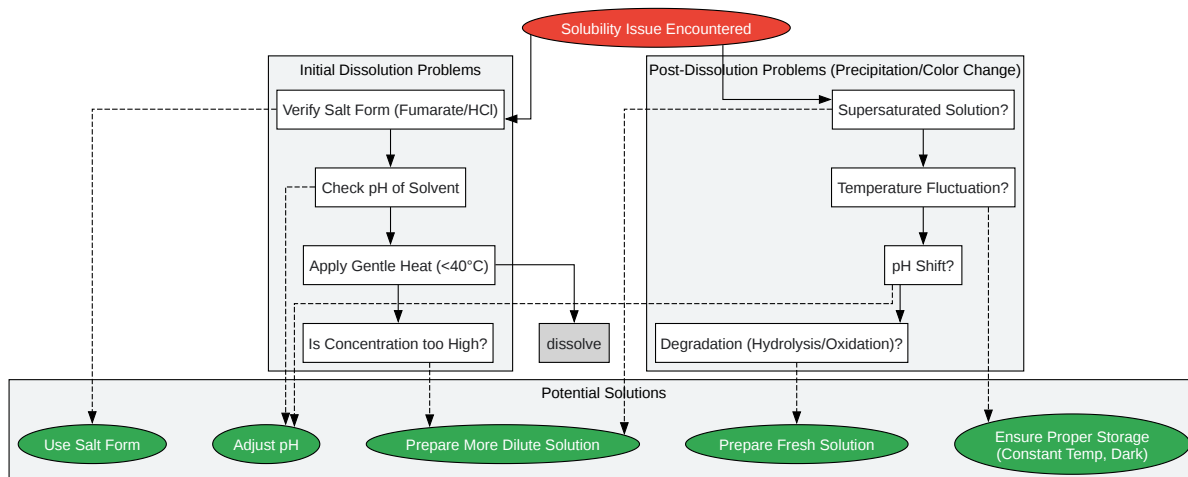 Solubility Issue Encountered
Initial Dissolution Problems
Post-Dissolution Problems (Precipitation/Color Change)
Verify Salt Form (Fumarate/HCl)
Supersaturated Solution?
Check pH of Solvent
Temperature Fluctuation?
Apply Gentle Heat (<40°C)
pH Shift?
Is Concentration too High?
dissolve
Degradation (Hydrolysis/Oxidation)?
Potential Solutions
Use Salt Form
Adjust pH
Prepare More Dilute Solution
Prepare Fresh Solution
Ensure Proper Storage
(Constant Temp, Dark)